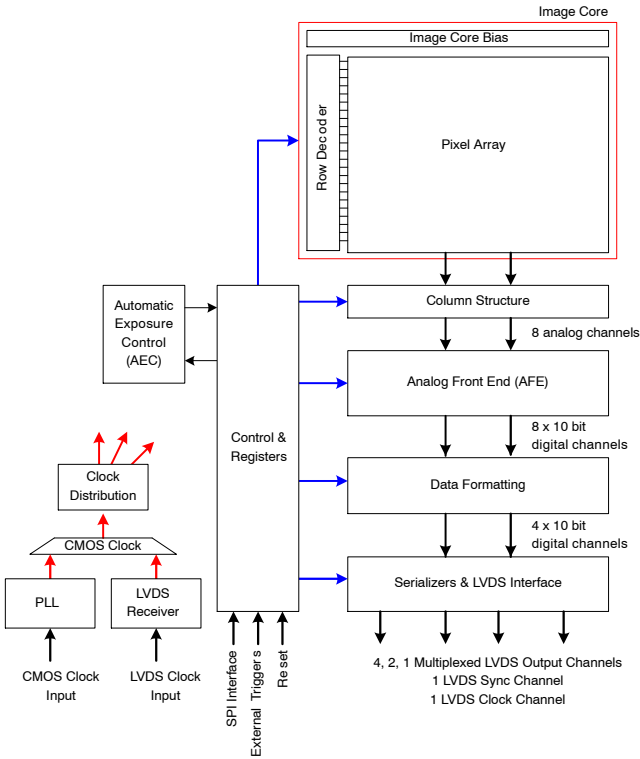 Image Core
Image Core Bias
Row Decoder
Pixel Array
Column Structure
8 analog channels
Automatic
Exposure
Control
(AEC)
Analog Front End (AFE)
8 x 10 bit
digital channels
Control &
Registers
Clock
Distribution
Data Formatting
4 x 10 bit
digital channels
CMOS Clock
PLL
LVDS
Receiver
Serializers & LVDS Interface
CMOS Clock
Input
LVDS Clock
Input
SPI Interface
External Triggers
Reset
4, 2, 1 Multiplexed LVDS Output Channels
1 LVDS Sync Channel
1 LVDS Clock Channel